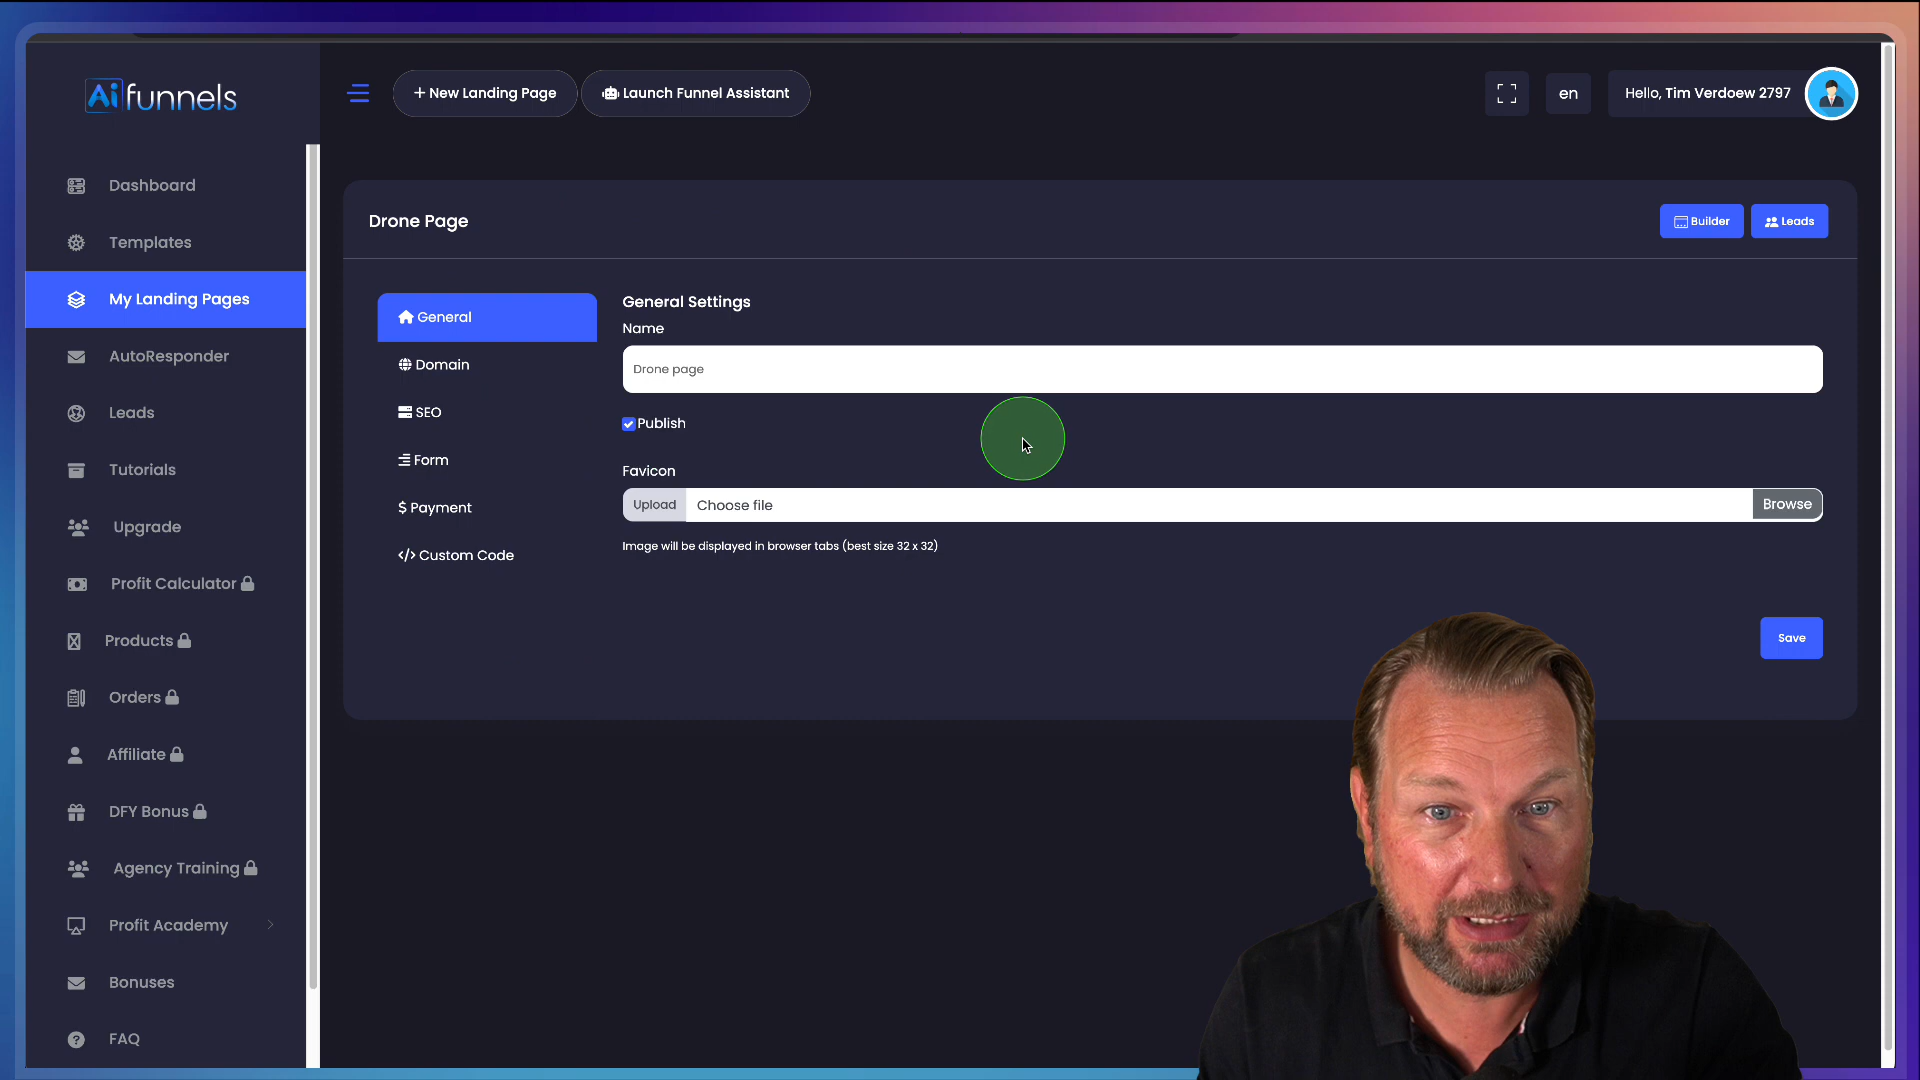 Aifunnels
+ New Landing Page
Launch Funnel Assistant
en
Hello, Tim Verdoew 2797
Dashboard
Templates
My Landing Pages
AutoResponder
Leads
Tutorials
Upgrade
Profit Calculator
Products
Orders
Affiliate
DFY Bonus
Agency Training
Profit Academy
Bonuses
FAQ
Drone Page
Builder
Leads
General
Domain
SEO
Form
$ Payment
</> Custom Code
General Settings
Name
Drone page
Publish
Favicon
Upload
Choose file
Browse
Image will be displayed in browser tabs (best size 32 x 32)
Save